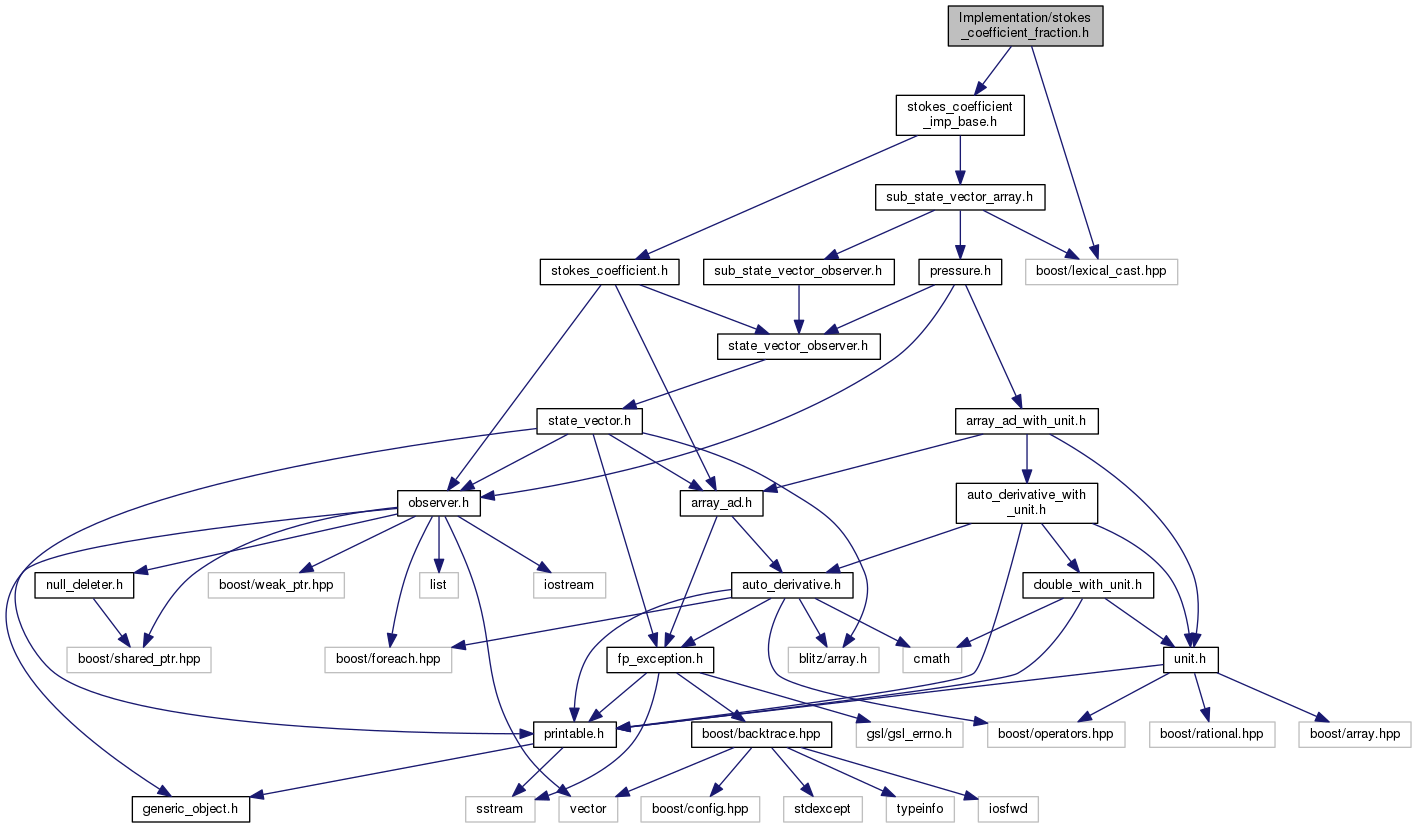 Implementation/stokes
_coefficient_fraction.h
stokes_coefficient
_imp_base.h
sub_state_vector_array.h
stokes_coefficient.h
sub_state_vector_observer.h
pressure.h
boost/lexical_cast.hpp
state_vector_observer.h
state_vector.h
array_ad_with_unit.h
observer.h
array_ad.h
auto_derivative_with
_unit.h
null_deleter.h
boost/weak_ptr.hpp
list
iostream
auto_derivative.h
double_with_unit.h
boost/shared_ptr.hpp
boost/foreach.hpp
fp_exception.h
blitz/array.h
cmath
unit.h
printable.h
boost/backtrace.hpp
gsl/gsl_errno.h
boost/operators.hpp
boost/rational.hpp
boost/array.hpp
generic_object.h
sstream
vector
boost/config.hpp
stdexcept
typeinfo
iosfwd